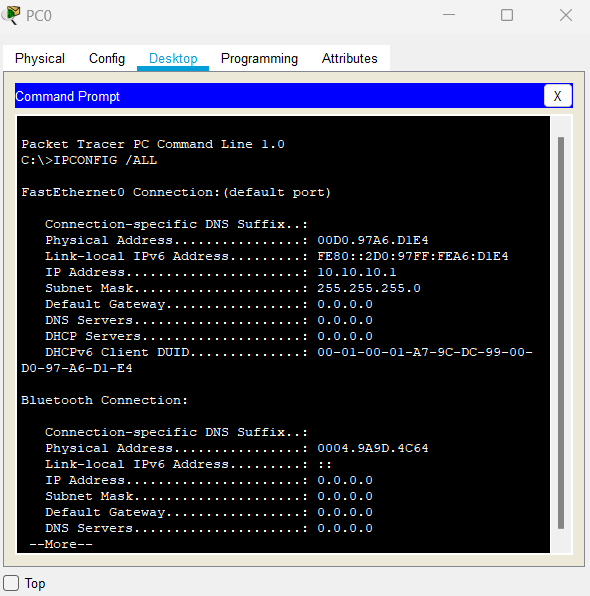 PC0
Physical Config Desktop Programming Attributes
Command Prompt
X
Packet Tracer PC Command Line 1.0
C:\>IPCONFIG /ALL
FastEthernet0 Connection:(default port)
Connection-specific DNS Suffix..:
Physical Address................: 00D0.97A6.D1E4
Link-local IPv6 Address.........: FE80::2D0:97FF:FEA6:D1E4
IP Address......................: 10.10.10.1
Subnet Mask.....................: 255.255.255.0
Default Gateway.................: 0.0.0.0
DNS Servers.....................: 0.0.0.0
DHCP Servers....................: 0.0.0.0
DHCPv6 Client DUID..............: 00-01-00-01-A7-9C-DC-99-00-
D0-97-A6-D1-E4
Bluetooth Connection:
Connection-specific DNS Suffix..:
Physical Address................: 0004.9A9D.4C64
Link-local IPv6 Address.........: ::
IP Address......................: 0.0.0.0
Subnet Mask.....................: 0.0.0.0
Default Gateway.................: 0.0.0.0
DNS Servers.....................: 0.0.0.0
--More--
Top